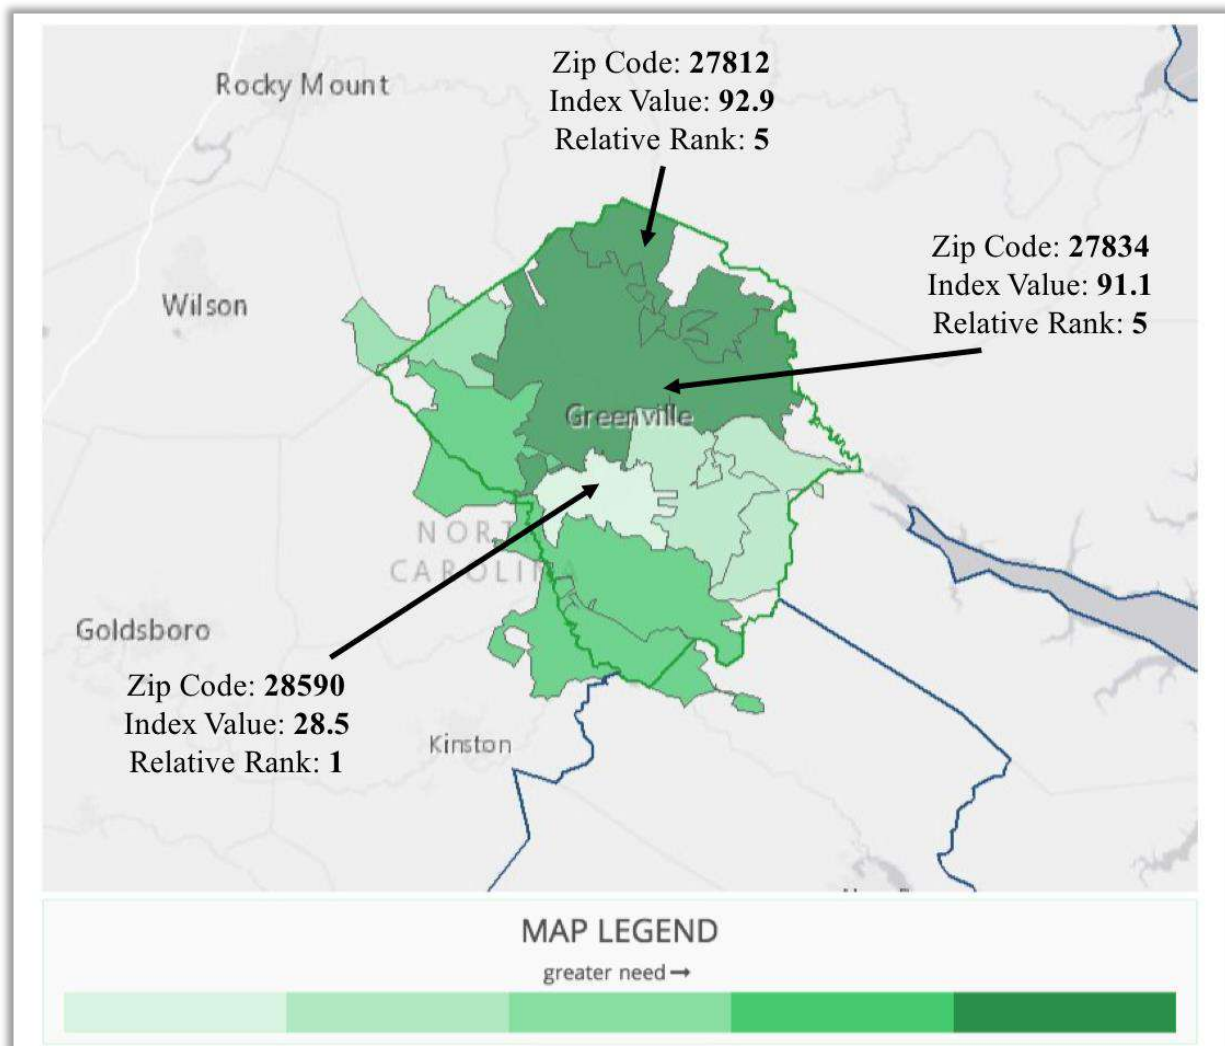 Zip Code: 27812
Index Value: 92.9
Relative Rank: 5
Rocky Mount
Zip Code: 27834
Index Value: 91.1
Relative Rank: 5
Wilson
Greenville
NORT
CAROLINA
Goldsboro
Zip Code: 28590
Index Value: 28.5
Relative Rank: 1
Kinston
MAP LEGEND
greater need →